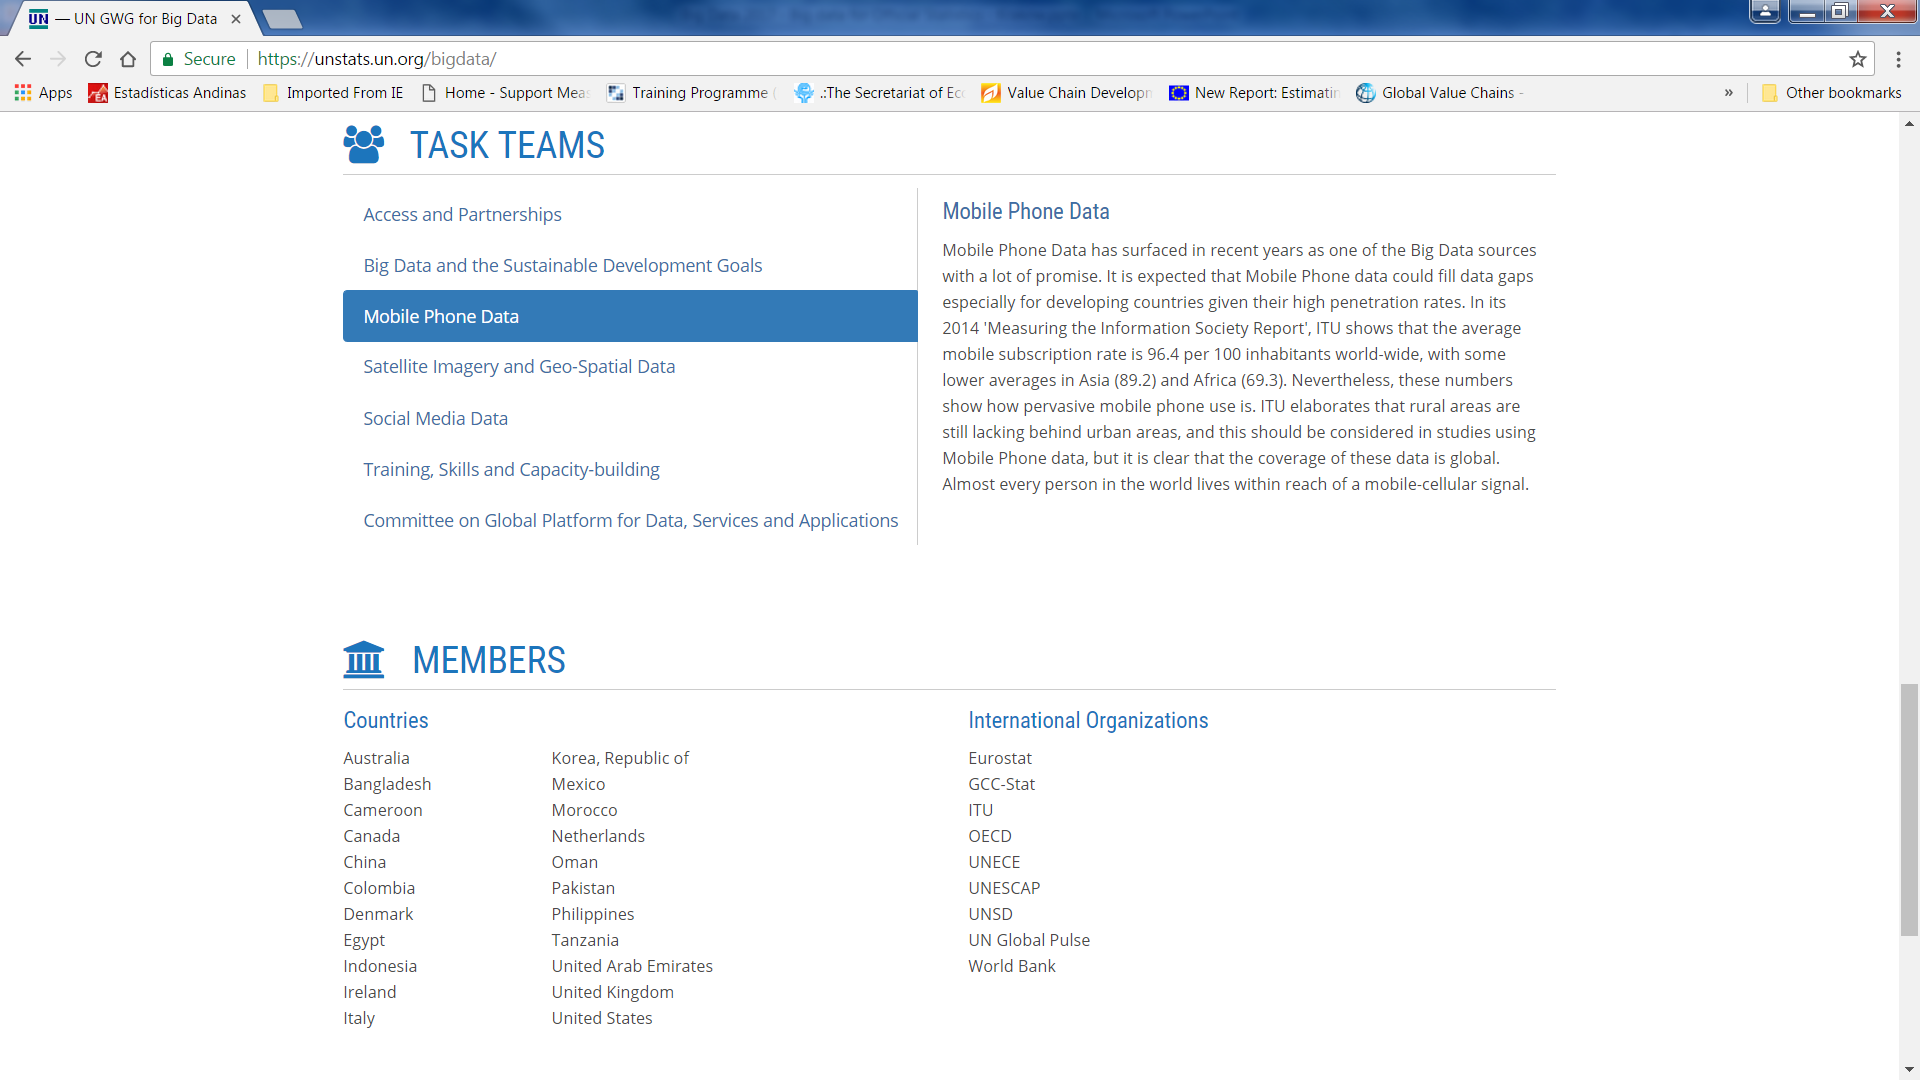 UN — UN GWG for Big Data
Secure https://unstats.un.org/bigdata/
Apps Estadísticas Andinas Imported From IE Home - Support Mea Training Programme ( .:The Secretariat of Ec Value Chain Developm New Report: Estimatin Global Value Chains - » Other bookmarks
TASK TEAMS
Access and Partnerships
Big Data and the Sustainable Development Goals
Mobile Phone Data
Satellite Imagery and Geo-Spatial Data
Social Media Data
Training, Skills and Capacity-building
Committee on Global Platform for Data, Services and Applications
Mobile Phone Data
Mobile Phone Data has surfaced in recent years as one of the Big Data sources
with a lot of promise. It is expected that Mobile Phone data could fill data gaps
especially for developing countries given their high penetration rates. In its
2014 'Measuring the Information Society Report', ITU shows that the average
mobile subscription rate is 96.4 per 100 inhabitants world-wide, with some
lower averages in Asia (89.2) and Africa (69.3). Nevertheless, these numbers
show how pervasive mobile phone use is. ITU elaborates that rural areas are
still lacking behind urban areas, and this should be considered in studies using
Mobile Phone data, but it is clear that the coverage of these data is global.
Almost every person in the world lives within reach of a mobile-cellular signal.
MEMBERS
Countries
Australia
Bangladesh
Cameroon
Canada
China
Colombia
Denmark
Egypt
Indonesia
Ireland
Italy
Korea, Republic of
Mexico
Morocco
Netherlands
Oman
Pakistan
Philippines
Tanzania
United Arab Emirates
United Kingdom
United States
International Organizations
Eurostat
GCC-Stat
ITU
OECD
UNECE
UNESCAP
UNSD
UN Global Pulse
World Bank